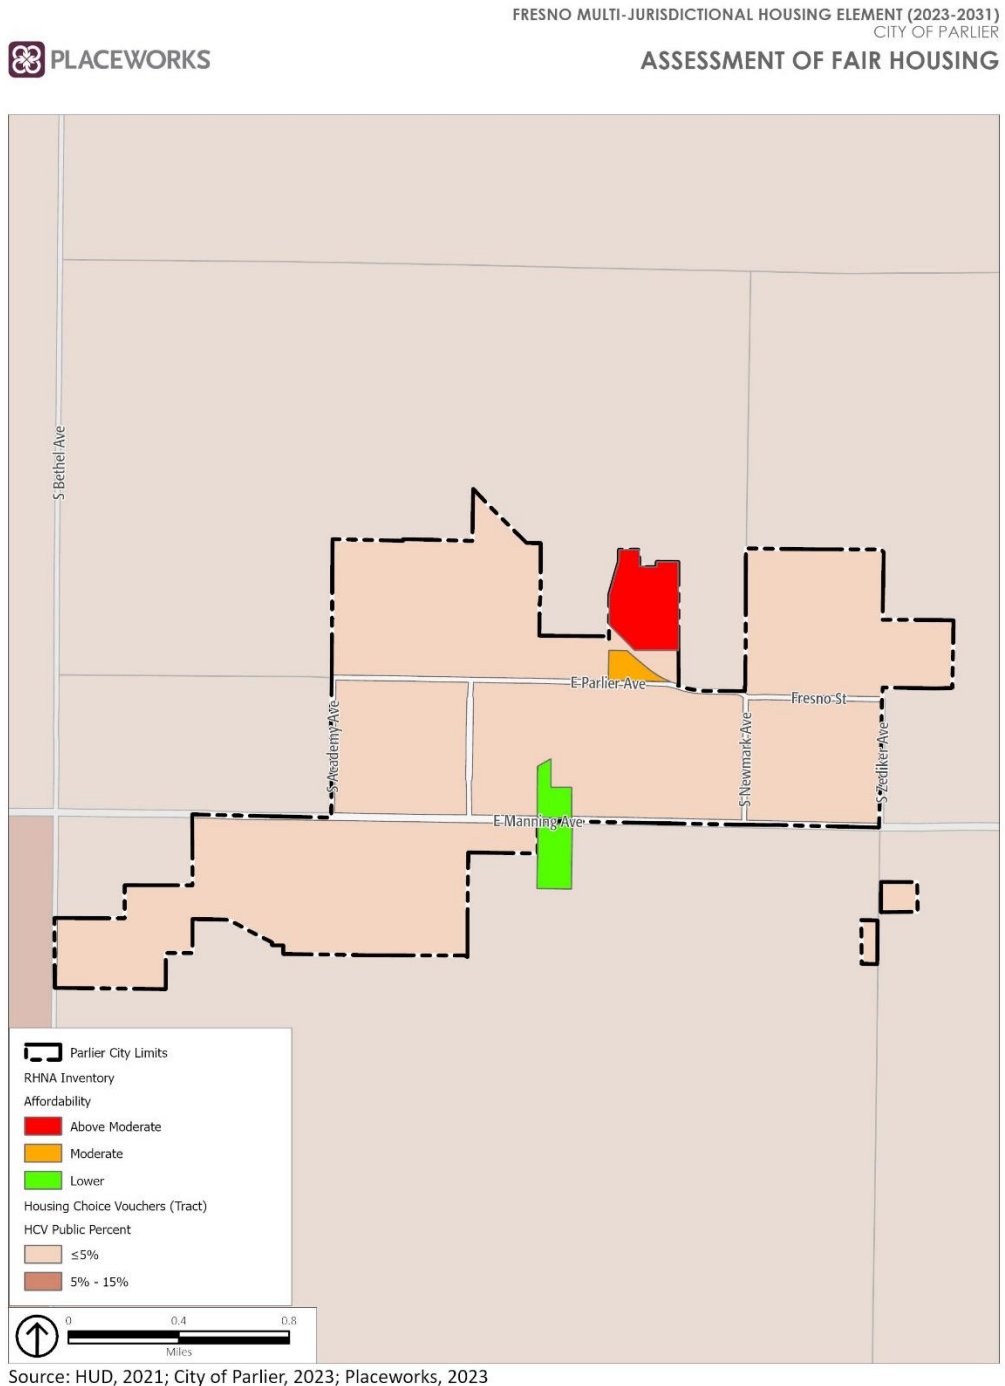 FRESNO MULTI-JURISDICTIONAL HOUSING ELEMENT (2023-2031)
CITY OF PARLIER
PLACEWORKS
ASSESSMENT OF FAIR HOUSING
S Bethel Ave
E Parlier Ave
Fresno St
S Academy Ave
S Newmark Ave
S Zediker Ave
E Manning Ave
Parlier City Limits
RHNA Inventory
Affordability
Above Moderate
Moderate
Lower
Housing Choice Vouchers (Tract)
HCV Public Percent
≤5%
5% - 15%
0 0.4 0.8
Miles
Source: HUD, 2021; City of Parlier, 2023; Placeworks, 2023